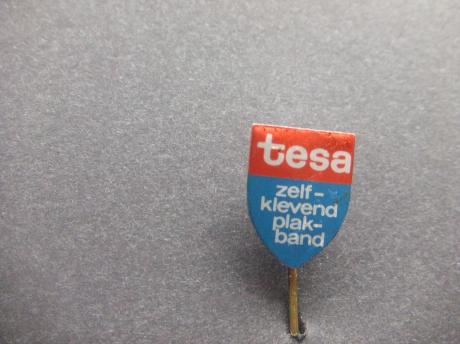 tesa
zelf-
klevend
plak-
band